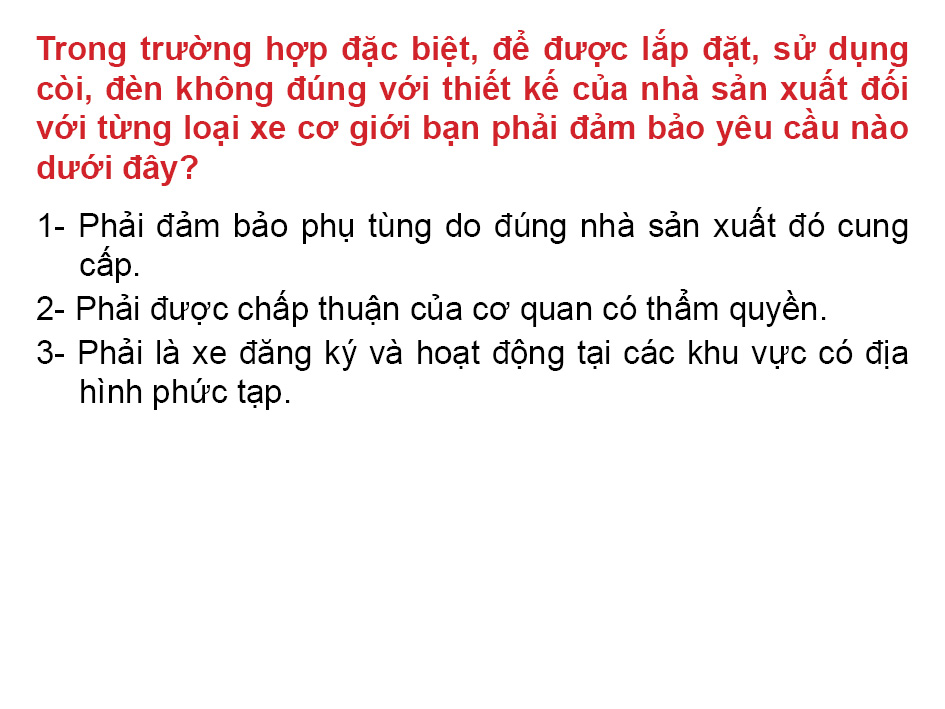 Trong trường hợp đặc biệt, để được lắp đặt, sử dụng
còi, đèn không đúng với thiết kế của nhà sản xuất đối
với từng loại xe cơ giới bạn phải đảm bảo yêu cầu nào
dưới đây?
1- Phải đảm bảo phụ tùng do đúng nhà sản xuất đó cung
cấp.
2- Phải được chấp thuận của cơ quan có thẩm quyền.
3- Phải là xe đăng ký và hoạt động tại các khu vực có địa
hình phức tạp.